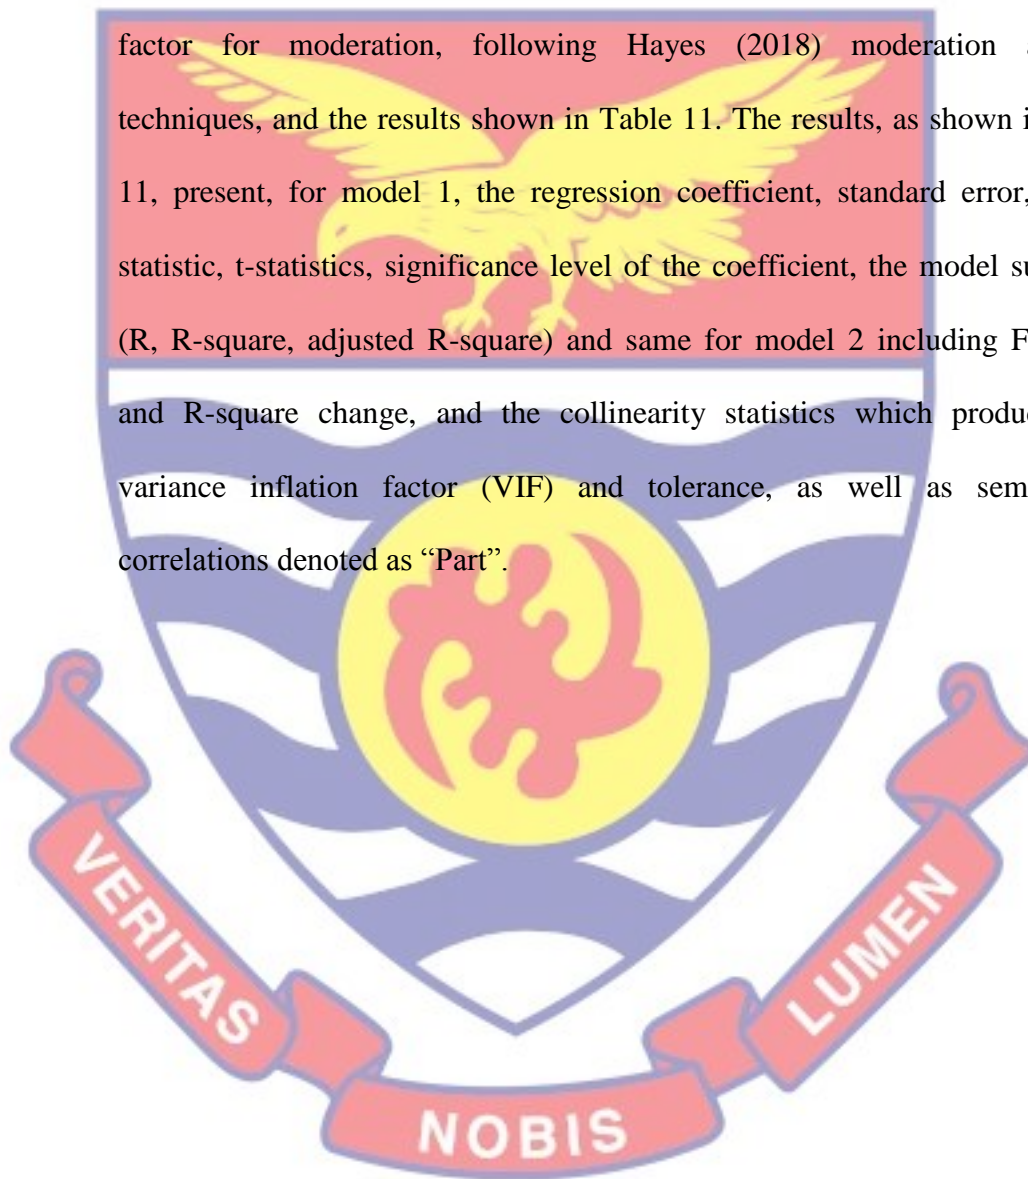 factor for moderation, following Hayes (2018) moderation
techniques, and the results shown in Table 11. The results, as shown
11, present, for model 1, the regression coefficient, standard error,
statistic, t-statistics, significance level of the coefficient, the model
(R, R-square, adjusted R-square) and same for model 2 including F
and R-square change, and the collinearity statistics which
variance inflation factor (VIF) and tolerance, as well as
correlations denoted as “Part”.
VERITAS
NOBIS
LUMEN